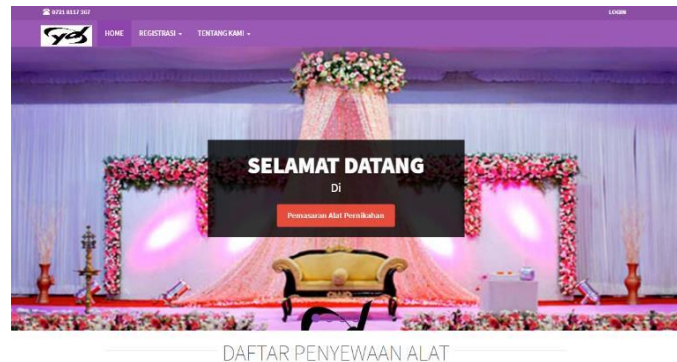 ☎ 0721 8117 167
LOGIN
HOME REGISTRASI TENTANG KAMI
SELAMAT DATANG
Di
Pemasaran Alat Pernikahan
DAFTAR PENYEWAAN ALAT